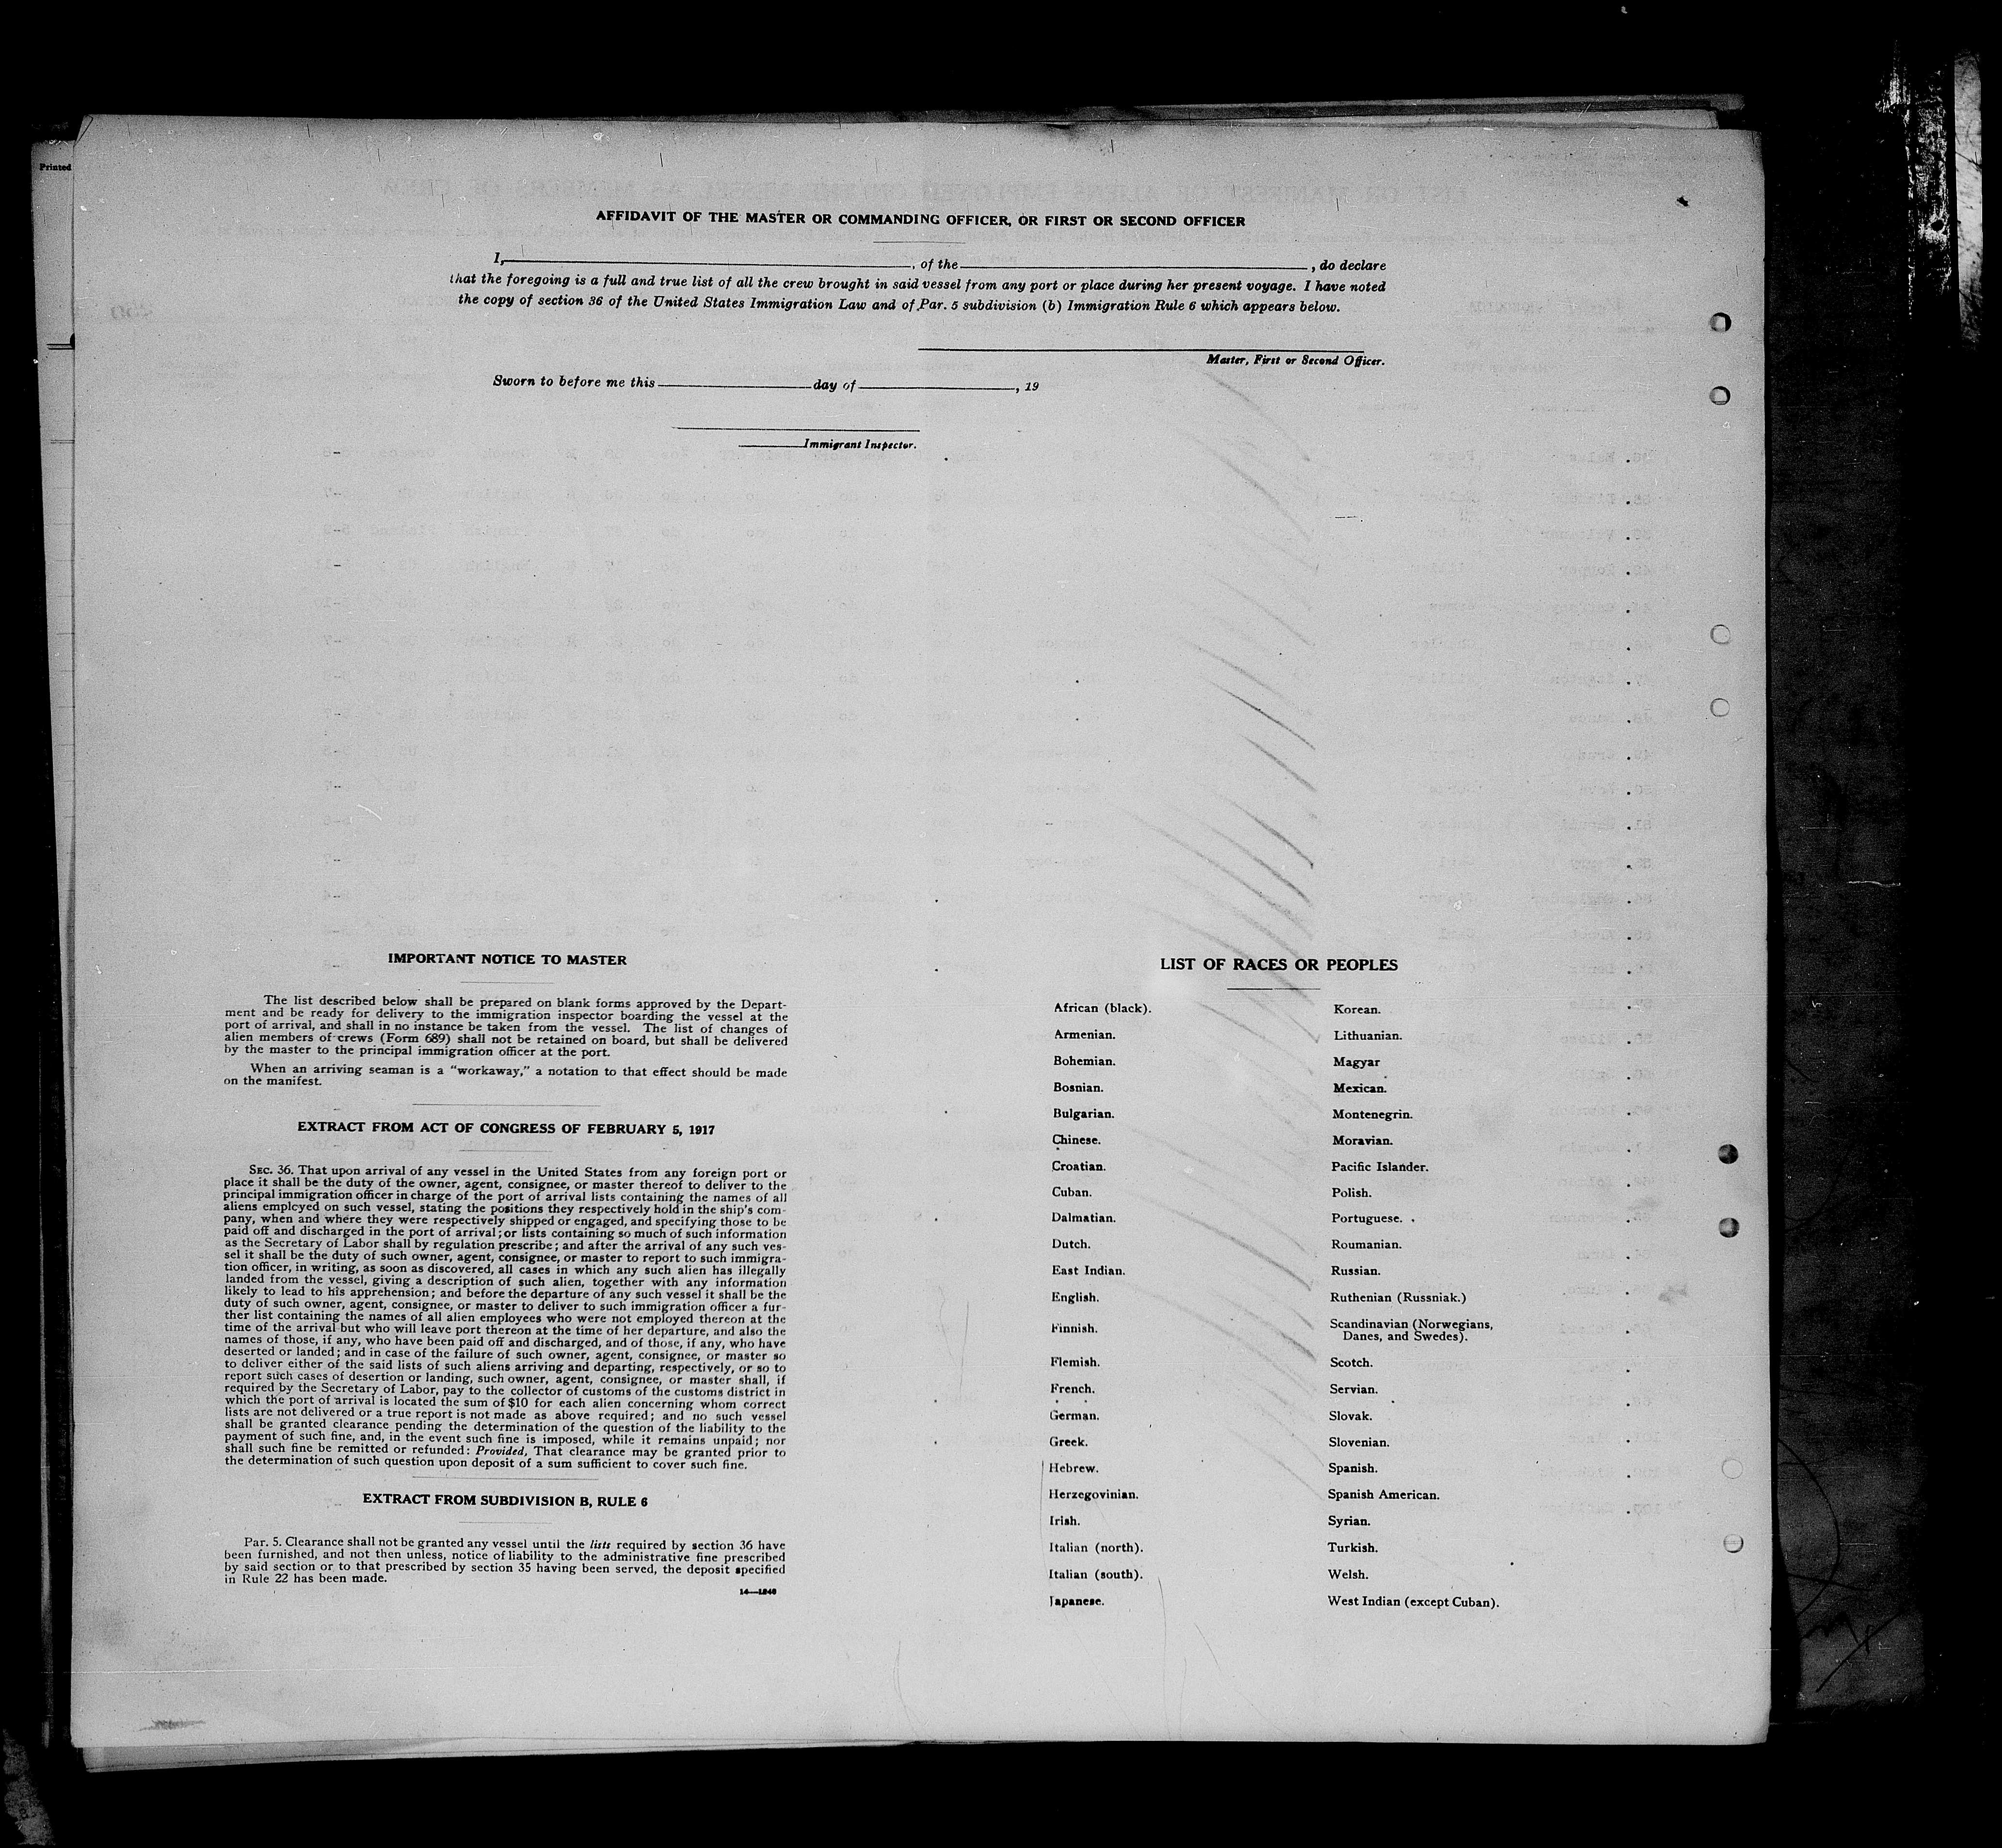 Printed
AFFIDAVIT OF THE MASTER OR COMMANDING OFFICER, OR FIRST OR SECOND OFFICER
I, , of the , do declare
that the foregoing is a full and true list of all the crew brought in said vessel from any port or place during her present voyage. I have noted
the copy of section 36 of the United States Immigration Law and of Par. 5 subdivision (b) Immigration Rule 6 which appears below.
Master, First or Second Officer.
Sworn to before me this day of , 19
Immigrant Inspector.
IMPORTANT NOTICE TO MASTER
The list described below shall be prepared on blank forms approved by the Depart-
ment and be ready for delivery to the immigration inspector boarding the vessel at the
port of arrival, and shall in no instance be taken from the vessel. The list of changes of
alien members of crews (Form 689) shall not be retained on board, but shall be delivered
by the master to the principal immigration officer at the port.
When an arriving seaman is a "workaway," a notation to that effect should be made
on the manifest.
EXTRACT FROM ACT OF CONGRESS OF FEBRUARY 5, 1917
SEC. 36. That upon arrival of any vessel in the United States from any foreign port or
place it shall be the duty of the owner, agent, consignee, or master thereof to deliver to the
principal immigration officer in charge of the port of arrival lists containing the names of all
aliens employed on such vessel, stating the positions they respectively hold in the ship's com-
pany, when and where they were respectively shipped or engaged, and specifying those to be
paid off and discharged in the port of arrival; or lists containing so much of such information
as the Secretary of Labor shall by regulation prescribe; and after the arrival of any such ves-
sel it shall be the duty of such owner, agent, consignee, or master to report to such immigra-
tion officer, in writing, as soon as discovered, all cases in which any such alien has illegally
landed from the vessel, giving a description of such alien, together with any information
likely to lead to his apprehension; and before the departure of any such vessel it shall be the
duty of such owner, agent, consignee, or master to deliver to such immigration officer a fur-
ther list containing the names of all alien employees who were not employed thereon at the
time of the arrival but who will leave port thereon at the time of her departure, and also the
names of those, if any, who have been paid off and discharged, and of those, if any, who have
deserted or landed; and in case of the failure of such owner, agent, consignee, or master so
to deliver either of the said lists of such aliens arriving and departing, respectively, or so to
report such cases of desertion or landing, such owner, agent, consignee, or master shall, if
required by the Secretary of Labor, pay to the collector of customs of the customs district in
which the port of arrival is located the sum of $10 for each alien concerning whom correct
lists are not delivered or a true report is not made as above required; and no such vessel
shall be granted clearance pending the determination of the question of the liability to the
payment of such fine, and, in the event such fine is imposed, while it remains unpaid; nor
shall such fine be remitted or refunded: Provided, That clearance may be granted prior to
the determination of such question upon deposit of a sum sufficient to cover such fine.
EXTRACT FROM SUBDIVISION B, RULE 6
Par. 5. Clearance shall not be granted any vessel until the lists required by section 36 have
been furnished, and not then unless, notice of liability to the administrative fine prescribed
by said section or to that prescribed by section 35 having been served, the deposit specified
in Rule 22 has been made.
14—1240
LIST OF RACES OR PEOPLES
African (black).
Armenian.
Bohemian.
Bosnian.
Bulgarian.
Chinese.
Croatian.
Cuban.
Dalmatian.
Dutch.
East Indian.
English.
Finnish.
Flemish.
French.
German.
Greek.
Hebrew.
Herzegovinian.
Irish.
Italian (north).
Italian (south).
Japanese.
Korean.
Lithuanian.
Magyar
Mexican.
Montenegrin.
Moravian.
Pacific Islander.
Polish.
Portuguese.
Roumanian.
Russian.
Ruthenian (Russniak.)
Scandinavian (Norwegians,
Danes, and Swedes).
Scotch.
Servian.
Slovak.
Slovenian.
Spanish.
Spanish American.
Syrian.
Turkish.
Welsh.
West Indian (except Cuban).